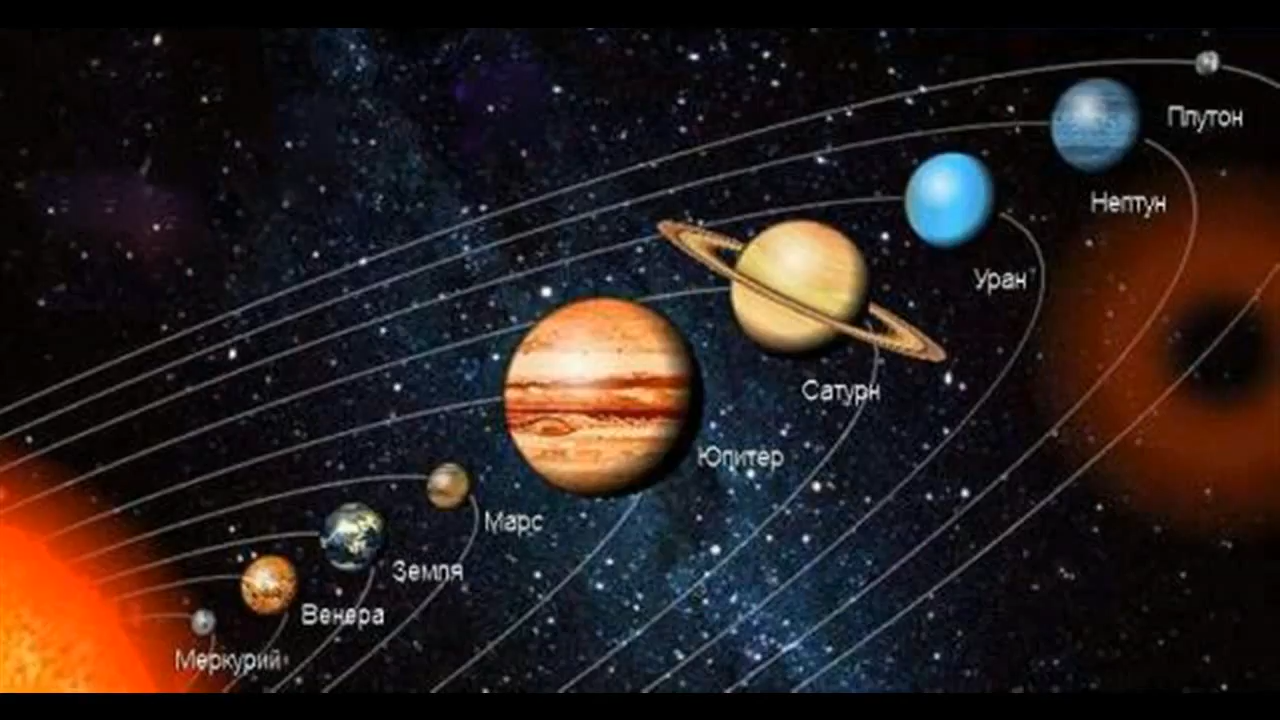 Плутон
Нептун
Уран
Сатурн
Юпитер
Марс
Земля
Венера
Меркурий